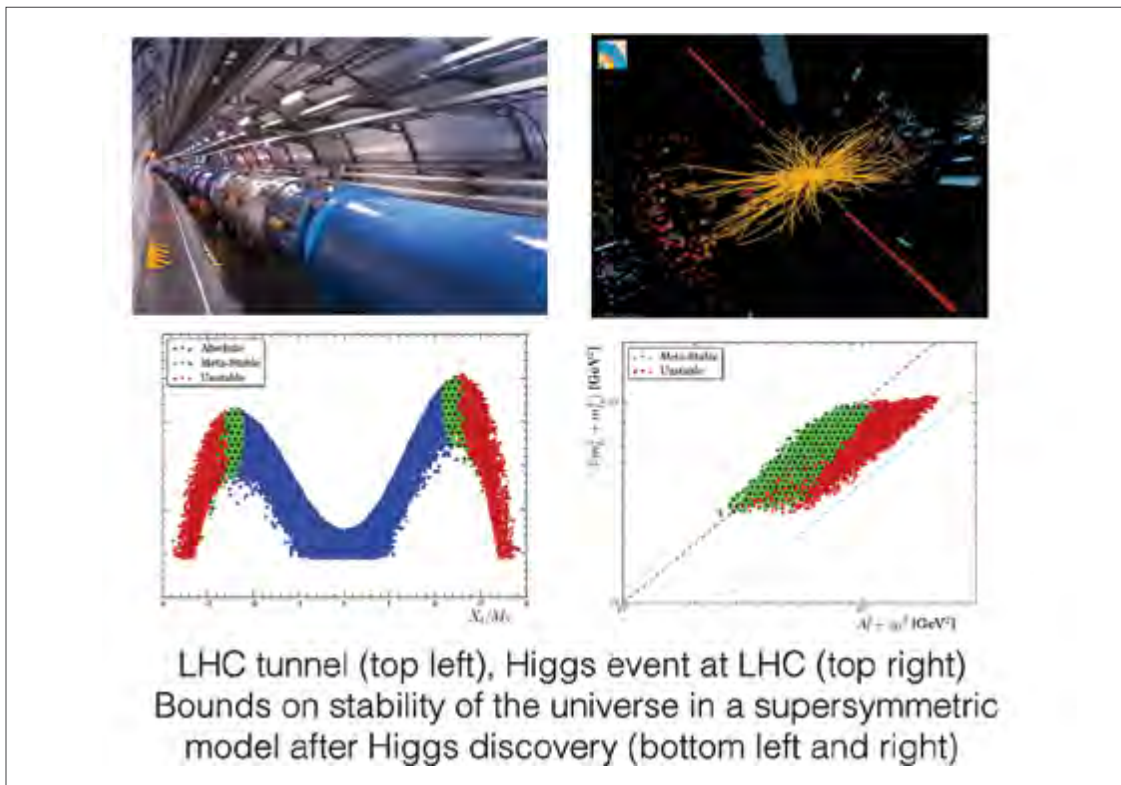 Absolute
Meta-Stable
Unstable
Meta-Stable
Unstable
LHC tunnel (top left), Higgs event at LHC (top right)
Bounds on stability of the universe in a supersymmetric
model after Higgs discovery (bottom left and right)